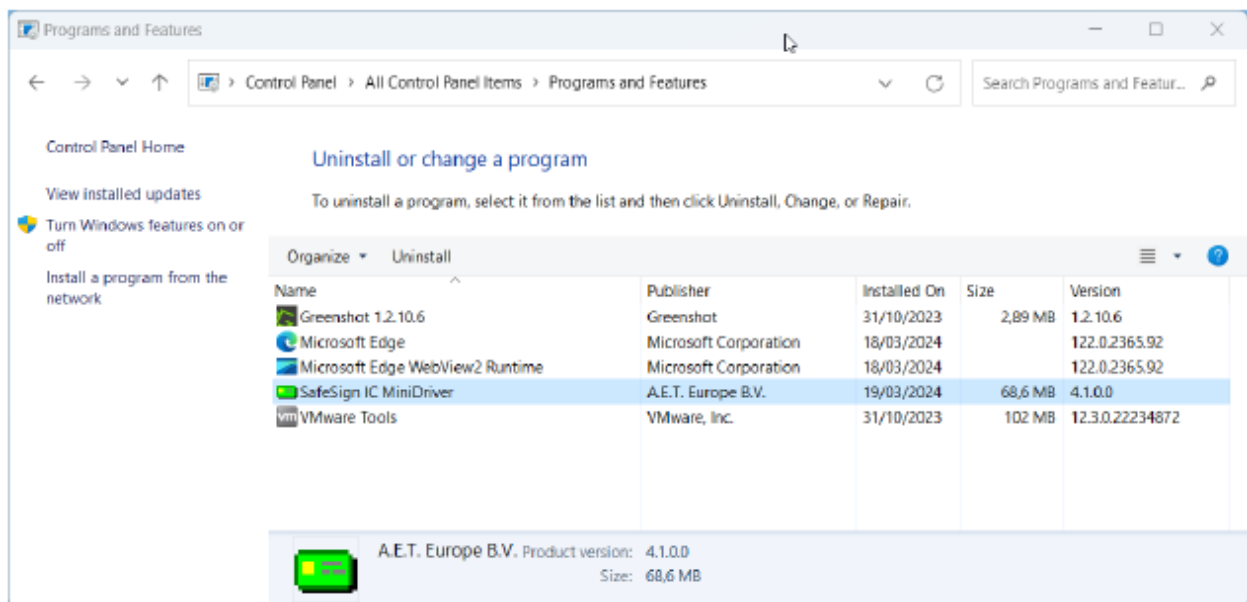 Programs and Features
Control Panel > All Control Panel Items > Programs and Features
Search Programs and Featur...
Control Panel Home
View installed updates
Turn Windows features on or
off
Install a program from the
network
Uninstall or change a program
To uninstall a program, select it from the list and then click Uninstall, Change, or Repair.
Organize Uninstall
Name Publisher Installed On Size Version
Greenshot 1.2.10.6 Greenshot 31/10/2023 2,89 MB 1.2.10.6
Microsoft Edge Microsoft Corporation 18/03/2024 122.0.2365.92
Microsoft Edge WebView2 Runtime Microsoft Corporation 18/03/2024 122.0.2365.92
SafeSign IC MiniDriver A.E.T. Europe B.V. 19/03/2024 68,6 MB 4.1.0.0
vm VMware Tools VMware, Inc. 31/10/2023 102 MB 12.3.0.22234872
A.E.T. Europe B.V. Product version: 4.1.0.0
Size: 68,6 MB